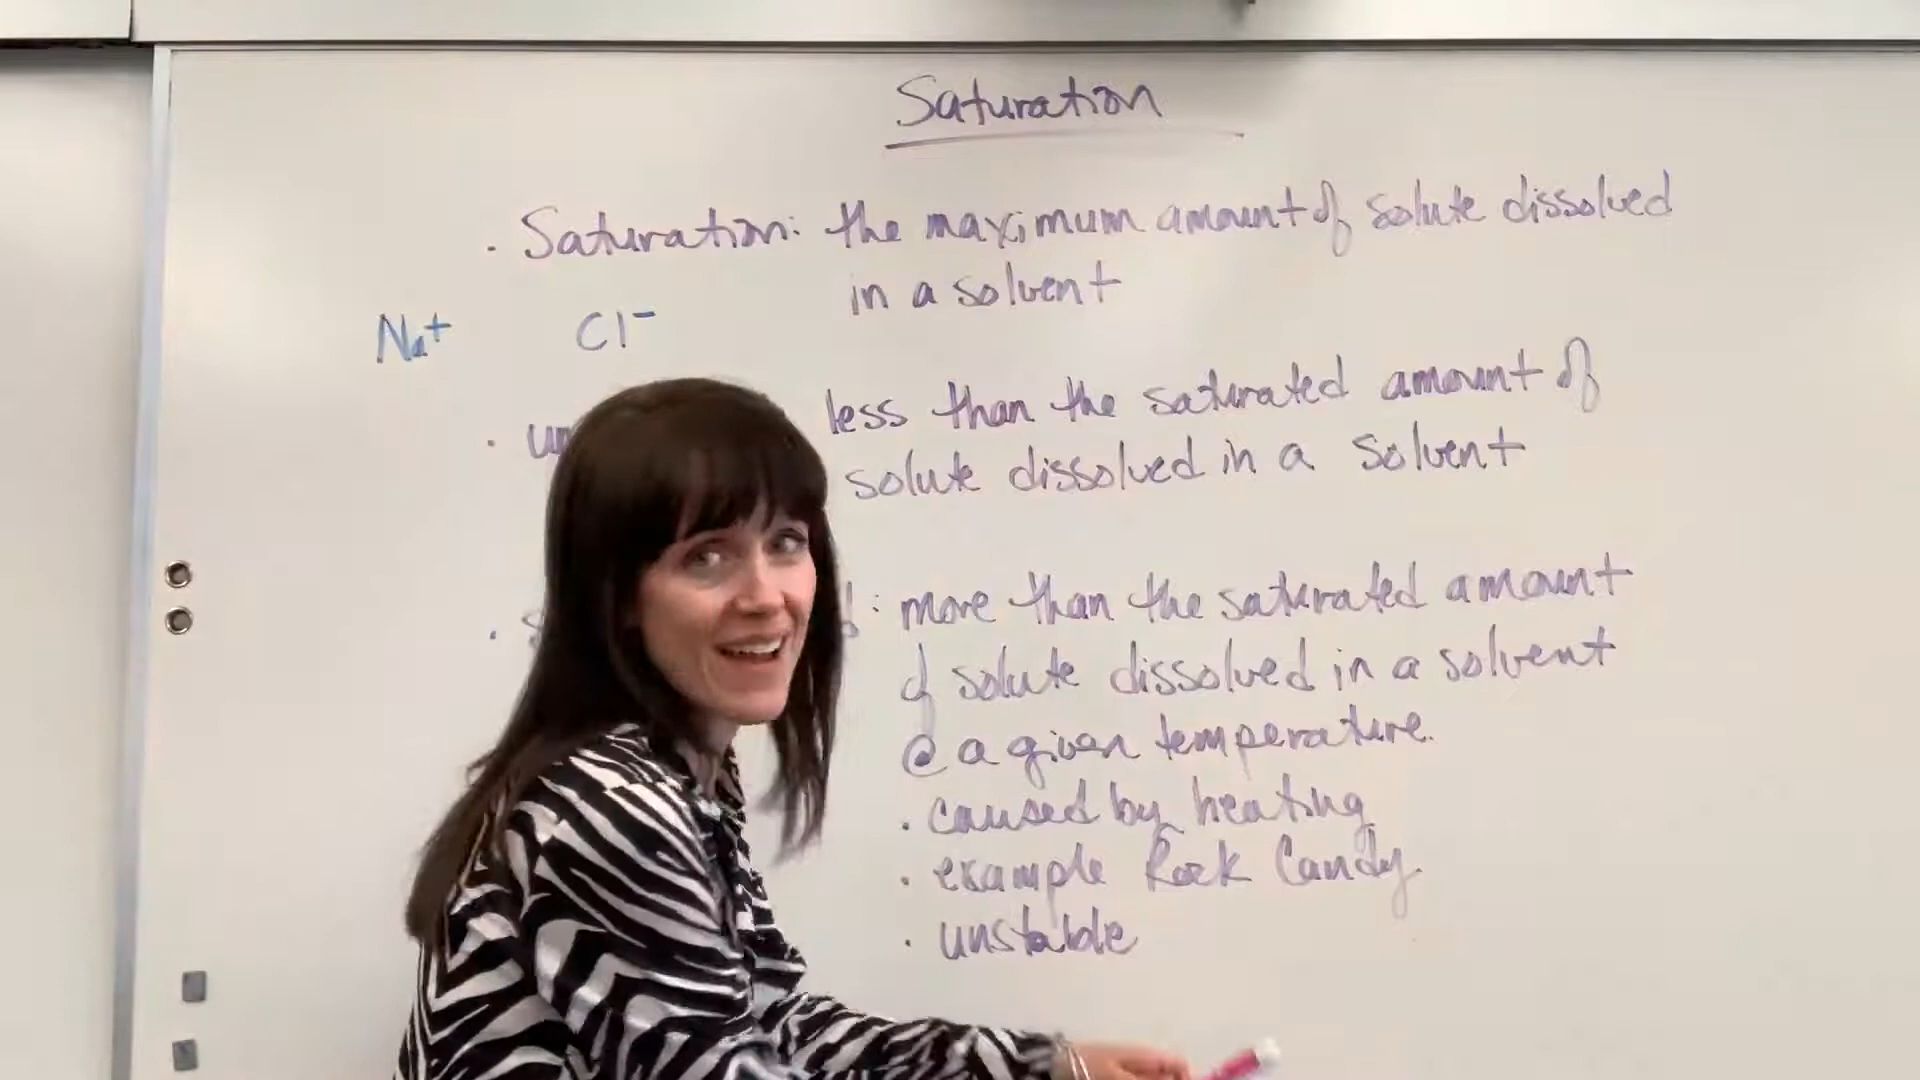 Saturation
• Saturation: the maximum amount of solute dissolved
in a solvent
Na+ Cl-
• less than the saturated amount of
solute dissolved in a solvent
• : more than the saturated amount
of solute dissolved in a solvent
@ a given temperature.
• caused by heating
• example Rock Candy.
• unstable